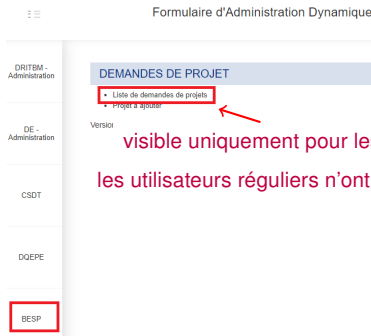 Formulaire d'Administration Dynamique
DRITBM -
Administration
DE -
Administration
CSDT
DQEPE
BESP
DEMANDES DE PROJET
Liste de demandes de projets
Projet à ajouter
visible uniquement pour le
les utilisateurs réguliers n'ont